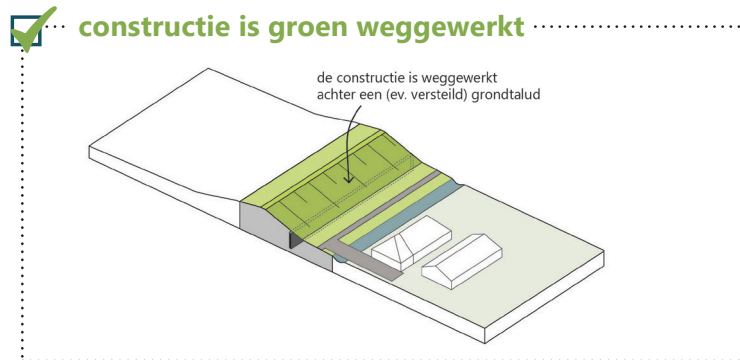 constructie is groen weggewerkt
de constructie is weggewerkt
achter een (ev. versteild) grondtalud